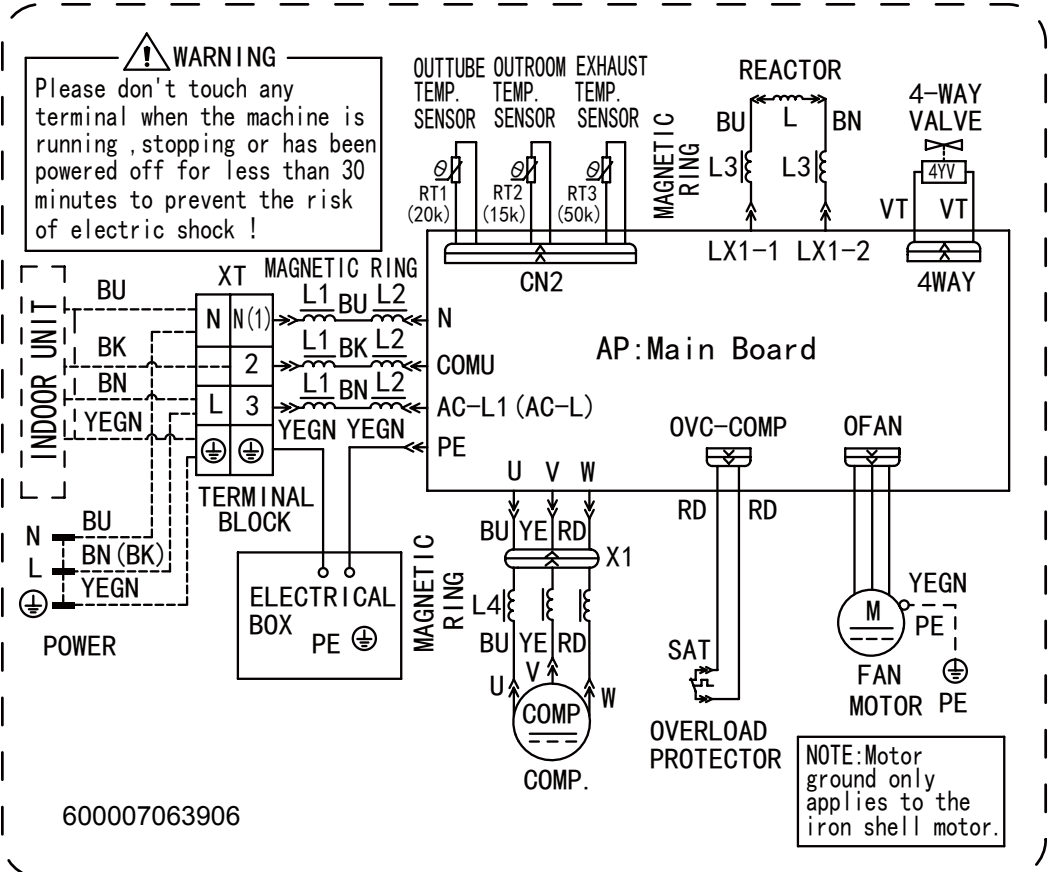 WARNING
Please don't touch any
terminal when the machine is
running ,stopping or has been
powered off for less than 30
minutes to prevent the risk
of electric shock !
OUTTUBE OUTROOM EXHAUST
TEMP. TEMP. TEMP.
SENSOR SENSOR SENSOR
θ θ θ
RT1 RT2 RT3
(20k) (15k) (50k)
CN2
MAGNETIC
RING
REACTOR
BU L BN
L3 L3
LX1-1 LX1-2
4-WAY
VALVE
4YV
VT VT
4WAY
INDOOR UNIT
BU
BK
BN
YEGN
XT
N N(1)
2
L 3
TERMINAL
BLOCK
MAGNETIC RING
L1 BU L2
L1 BK L2
L1 BN L2
YEGN YEGN
N
COMU
AC-L1(AC-L)
PE
AP:Main Board
OVC-COMP
OFAN
U V W
BU YE RD
X1
MAGNETIC
RING
L4
BU YE RD
U V W
COMP
COMP.
RD RD
SAT
OVERLOAD
PROTECTOR
M
YEGN
PE
FAN
MOTOR PE
N BU
L BN(BK)
YEGN
POWER
ELECTRICAL
BOX
PE
NOTE:Motor
ground only
applies to the
iron shell motor.
600007063906